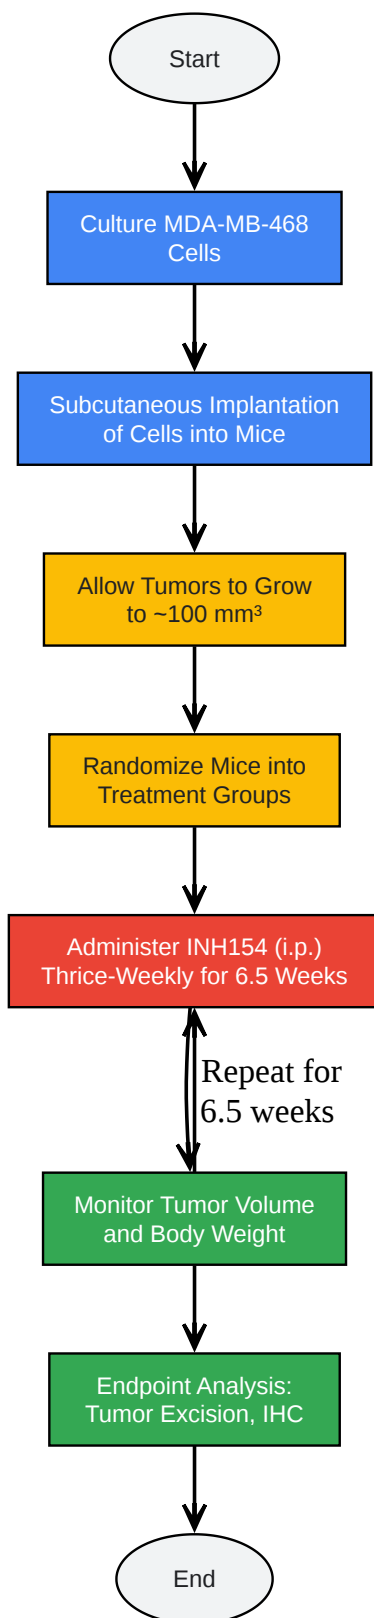 Start
Culture MDA-MB-468
Cells
Subcutaneous Implantation
of Cells into Mice
Allow Tumors to Grow
to ~100 mm³
Randomize Mice into
Treatment Groups
Administer INH154 (i.p.)
Thrice-Weekly for 6.5 Weeks
Repeat for
6.5 weeks
Monitor Tumor Volume
and Body Weight
Endpoint Analysis:
Tumor Excision, IHC
End